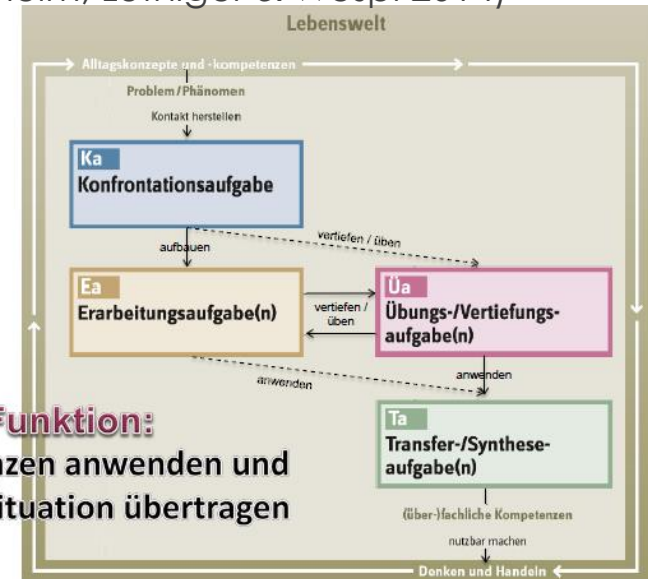 Lebenswelt
Alltagskonzepte und -kompetenzen
Problem/Phänomen
Kontakt herstellen
Ka
Konfrontationsaufgabe
aufbauen
vertiefen / üben
Ea
Erarbeitungsaufgabe(n)
vertiefen /
üben
Üa
Übungs-/Vertiefungs-
aufgabe(n)
anwenden
anwenden
Ta
Transfer-/Synthese-
aufgabe(n)
Funktion:
nzen anwenden und
ituation übertragen
(über-)fachliche Kompetenzen
nutzbar machen
Denken und Handeln